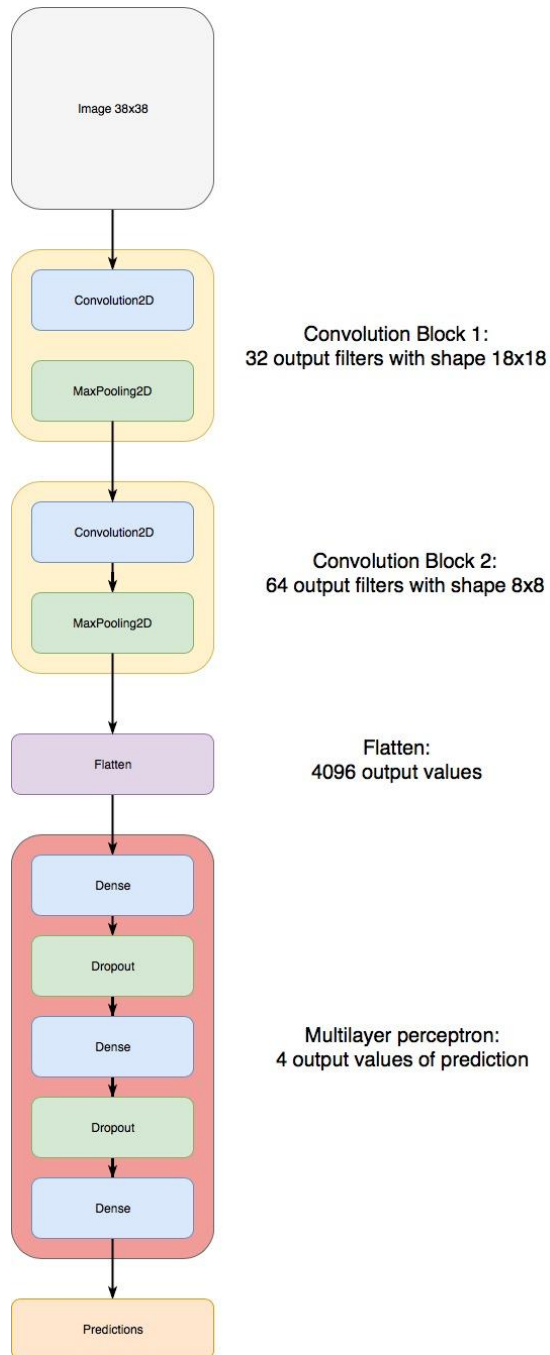 Image 38x38
Convolution2D
MaxPooling2D
Convolution Block 1:
32 output filters with shape 18x18
Convolution2D
MaxPooling2D
Convolution Block 2:
64 output filters with shape 8x8
Flatten
Flatten:
4096 output values
Dense
Dropout
Dense
Dropout
Dense
Multilayer perceptron:
4 output values of prediction
Predictions